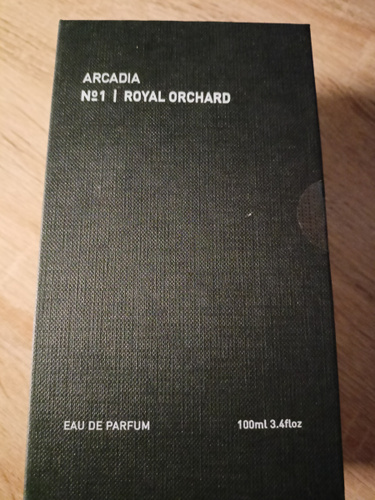 ARCADIA
Nº1 | ROYAL ORCHARD
EAU DE PARFUM
100ml 3.4floz